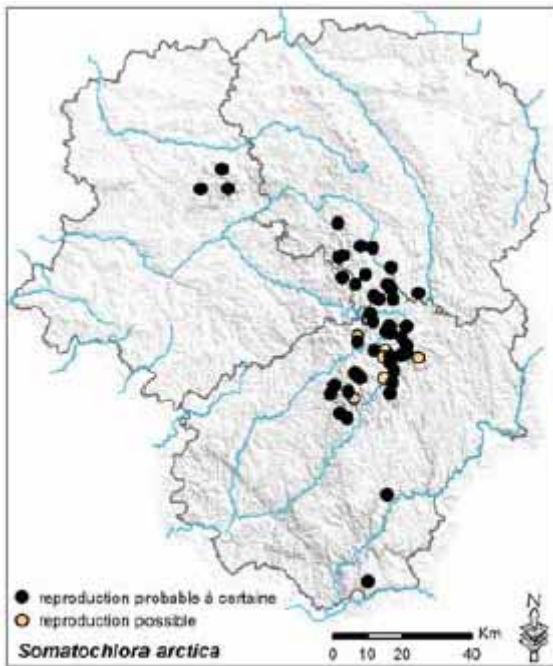 reproduction probable à certaine
reproduction possible
Somatochlora arctica
N
Km
0 10 20 40